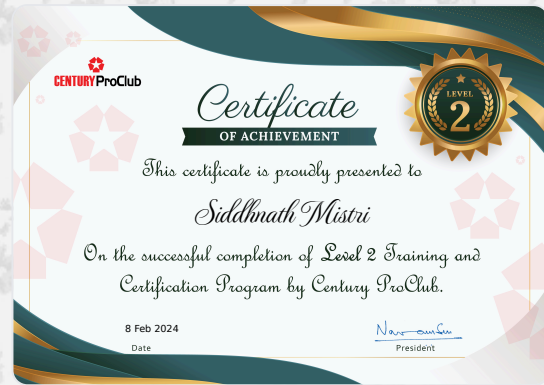 CENTURY ProClub
Certificate
OF ACHIEVEMENT
LEVEL
2
This certificate is proudly presented to
Siddhnath Mistri
On the successful completion of Level 2 Training and
Certification Program by Century ProClub.
8 Feb 2024
Date
President